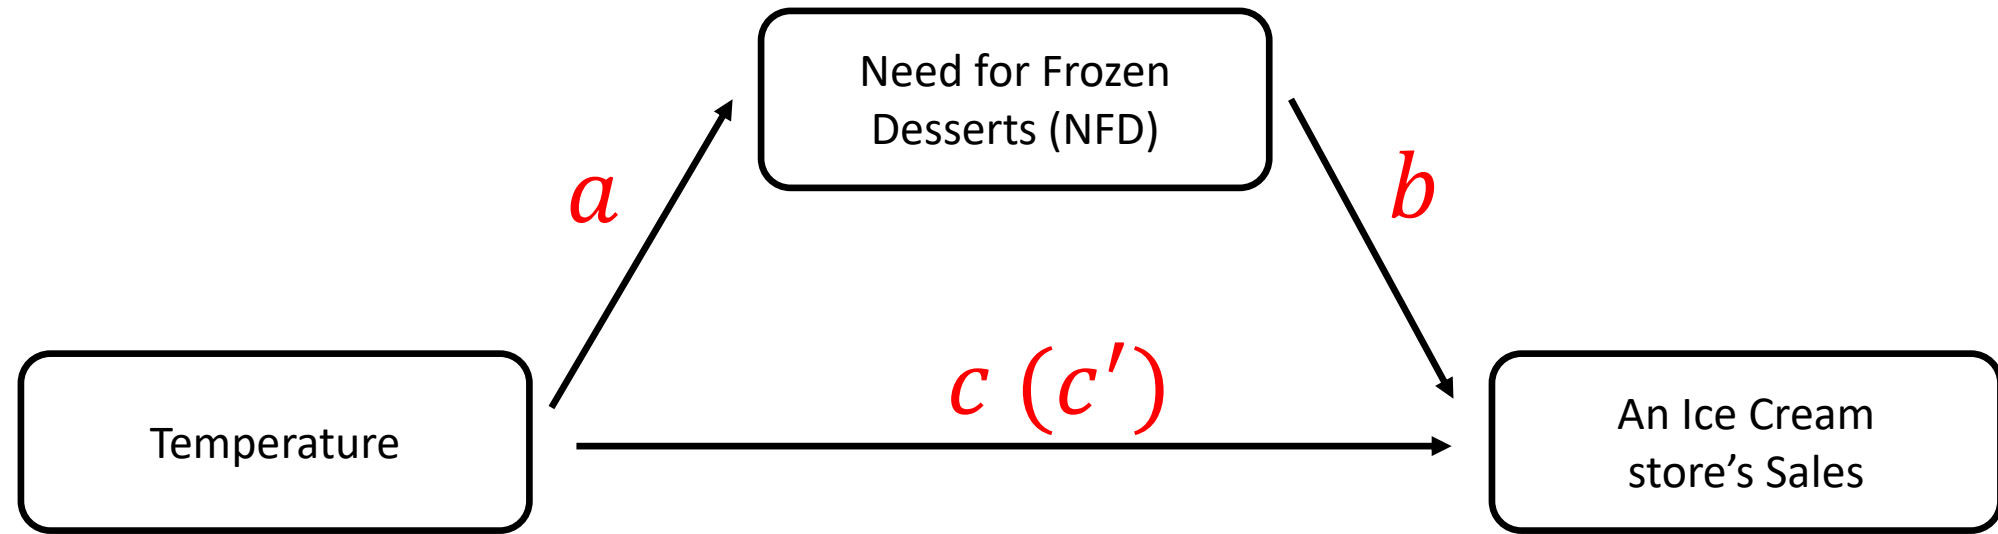 Need for Frozen
Desserts (NFD)
a
b
c (c′)
Temperature
An Ice Cream
store’s Sales